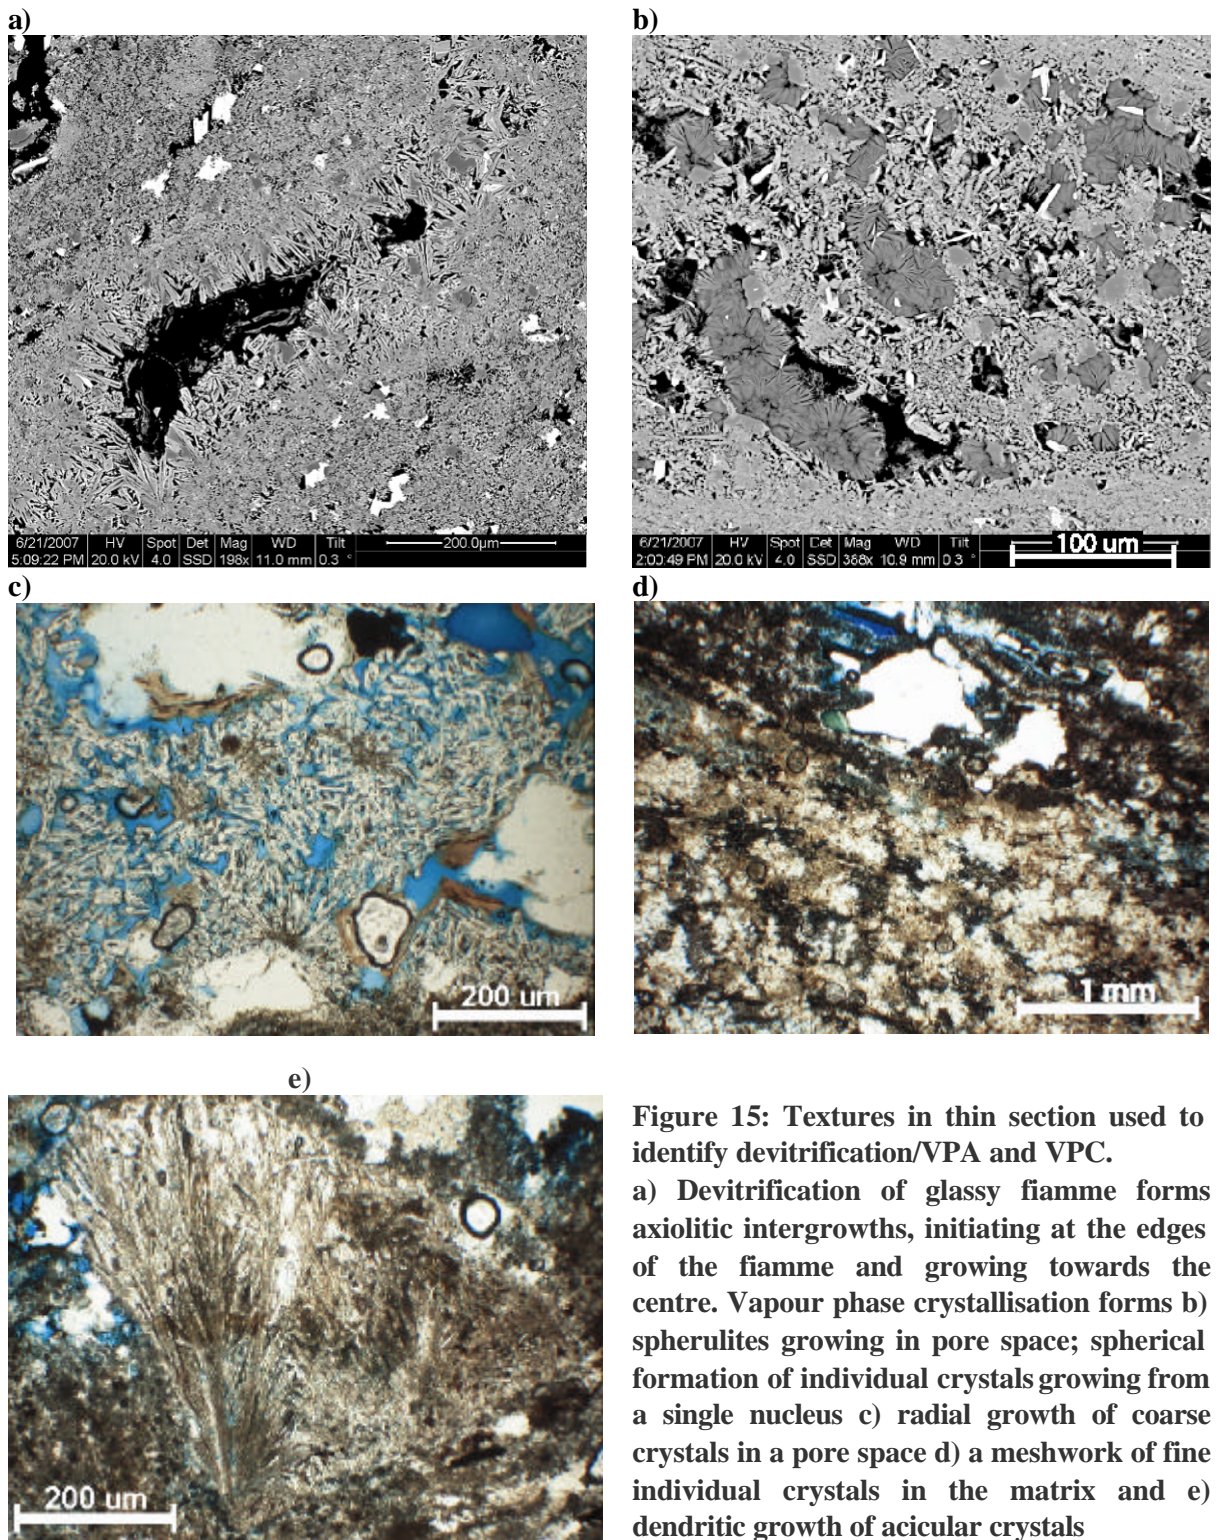 a)
b)
6/21/2007 HV Spot Det Mag WD Tilt
5:09:22 PM 20.0 kV 4.0 SSD 198x 11.0 mm 0.3 ° 200.0µm
6/21/2007 HV Spot Det Mag WD Tilt
2:00:49 PM 20.0 kV 4.0 SSD 388x 10.9 mm 0.3 ° 100 um
c)
d)
200 um
1 mm
e)
200 um
Figure 15: Textures in thin section used to
identify devitrification/VPA and VPC.
a) Devitrification of glassy fiamme forms
axiolitic intergrowths, initiating at the edges
of the fiamme and growing towards the
centre. Vapour phase crystallisation forms b)
spherulites growing in pore space; spherical
formation of individual crystals growing from
a single nucleus c) radial growth of coarse
crystals in a pore space d) a meshwork of fine
individual crystals in the matrix and e)
dendritic growth of acicular crystals